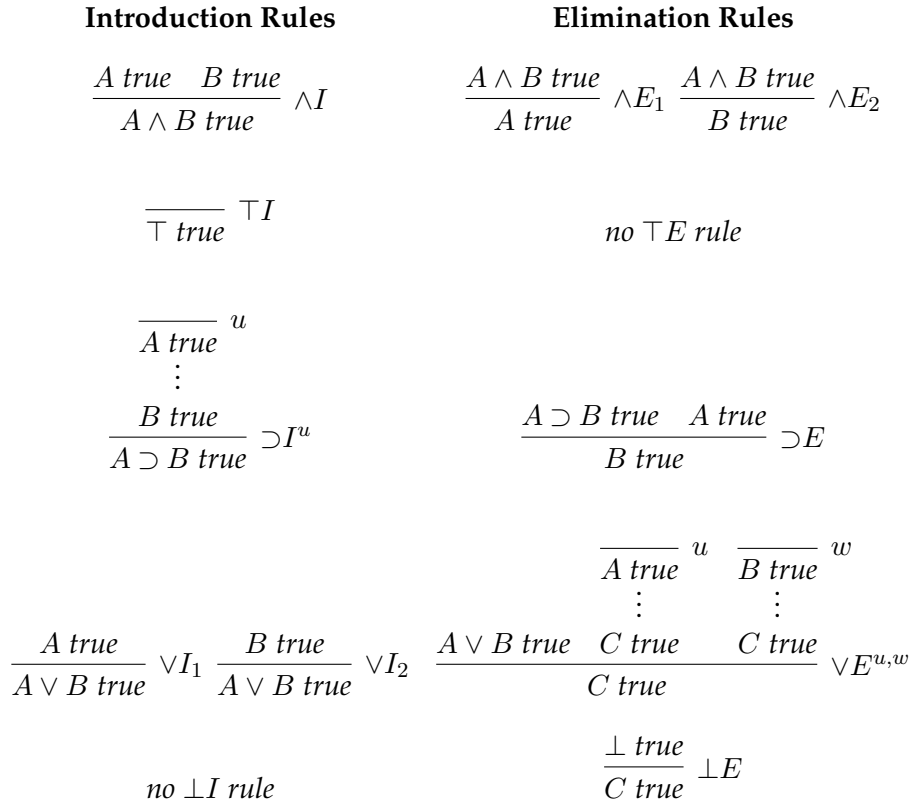 Introduction Rules Elimination Rules
A true B true
A ∧ B true
∧I
A ∧ B true
A true
∧E₁
A ∧ B true
B true
∧E₂
⊤ true
⊤I
no ⊤E rule
A true
u
⋮
B true
A ⊃ B true
⊃Iᵘ
A ⊃ B true A true
B true
⊃E
A true
u
B true
w
⋮ ⋮
A true
A ∨ B true
∨I₁
B true
A ∨ B true
∨I₂
A ∨ B true C true C true
C true
∨Eᵘ,ʷ
no ⊥I rule
⊥ true
C true
⊥E